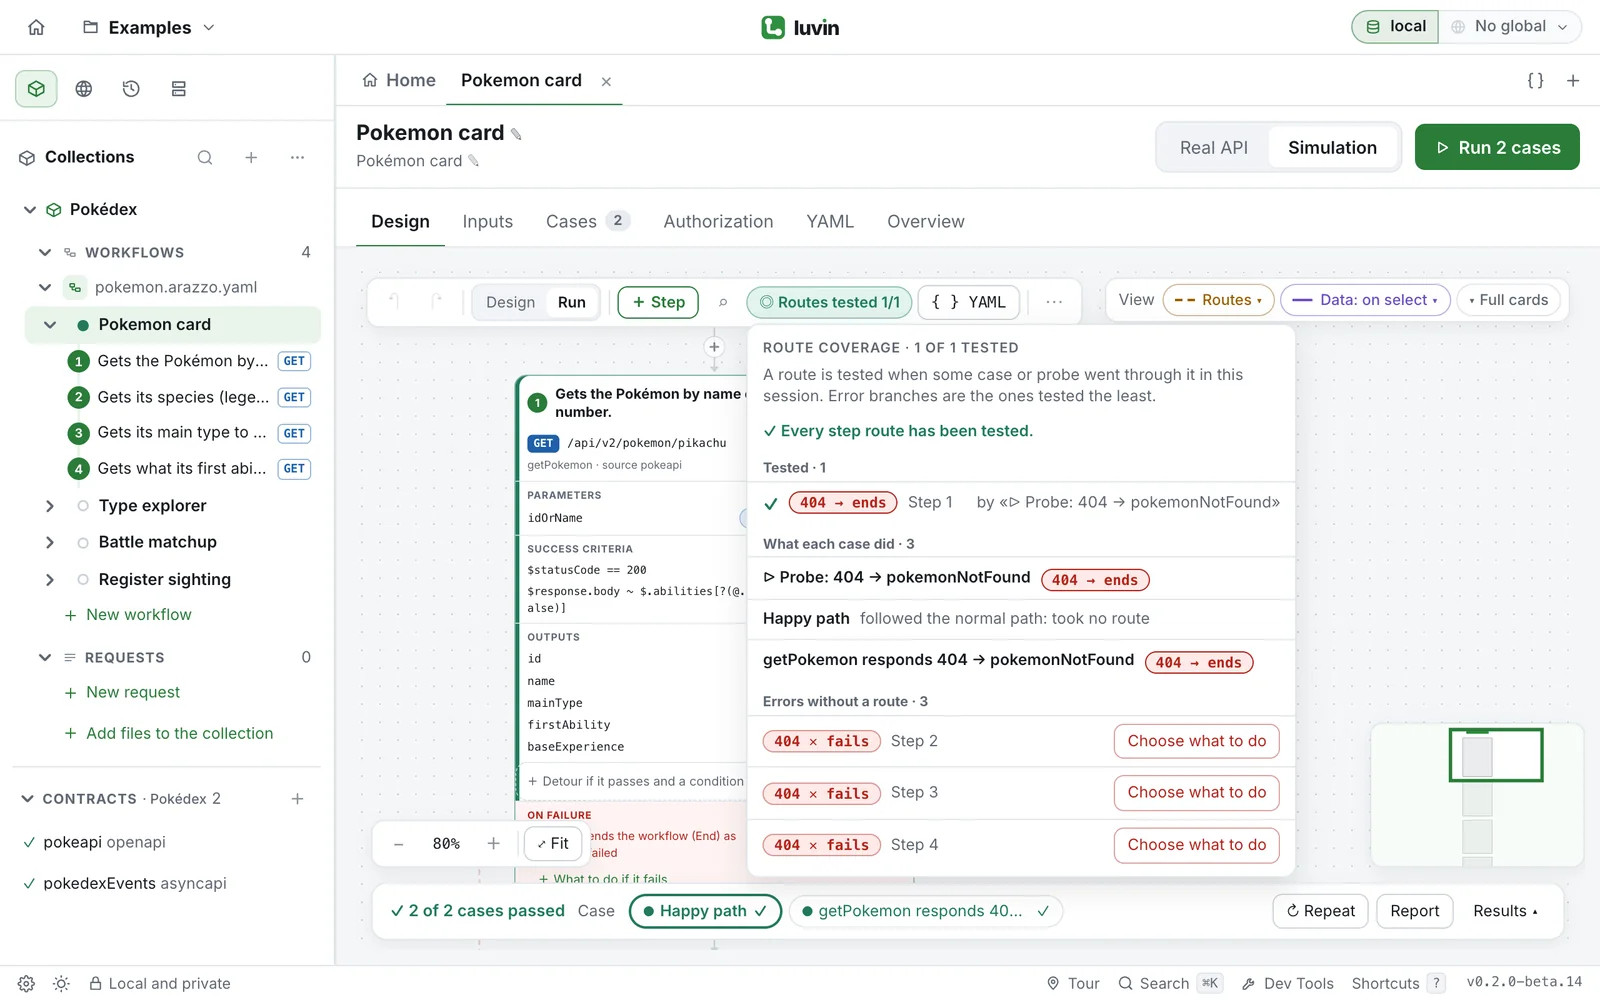 Examples
luvin
local
No global
Home
Pokemon card
{ }
Collections
Pokemon card
Pokémon card
Real API
Simulation
Run 2 cases
Pokédex
WORKFLOWS
4
pokemon.arazzo.yaml
Pokemon card
1
Gets the Pokémon by...
GET
2
Gets its species (lege...
GET
3
Gets its main type to ...
GET
4
Gets what its first abi...
GET
Type explorer
Battle matchup
Register sighting
+ New workflow
REQUESTS
0
+ New request
+ Add files to the collection
CONTRACTS · Pokédex 2
pokeapi openapi
pokedexEvents asyncapi
Design
Inputs
Cases 2
Authorization
YAML
Overview
Design
Run
+ Step
Routes tested 1/1
{ } YAML
...
View
Routes
Data: on select
Full cards
1
Gets the Pokémon by name
number.
GET /api/v2/pokemon/pikachu
getPokemon · source pokeapi
PARAMETERS
idOrName
SUCCESS CRITERIA
$statusCode == 200
$response.body ~ $.abilities[?(@.
alse)]
OUTPUTS
id
name
mainType
firstAbility
baseExperience
+ Detour if it passes and a condition
ON FAILURE
ends the workflow (End) as
ailed
+ What to do if it fails
ROUTE COVERAGE · 1 OF 1 TESTED
A route is tested when some case or probe went through it in this
session. Error branches are the ones tested the least.
✓ Every step route has been tested.
Tested · 1
✓ 404 → ends Step 1 by «▷ Probe: 404 → pokemonNotFound»
What each case did · 3
▷ Probe: 404 → pokemonNotFound 404 → ends
Happy path followed the normal path: took no route
getPokemon responds 404 → pokemonNotFound 404 → ends
Errors without a route · 3
404 × fails Step 2 Choose what to do
404 × fails Step 3 Choose what to do
404 × fails Step 4 Choose what to do
− 80% + Fit
✓ 2 of 2 cases passed
Case
Happy path ✓
getPokemon responds 40... ✓
Repeat
Report
Results
Local and private
Tour
Search ⌘K
Dev Tools
Shortcuts ?
v0.2.0-beta.14